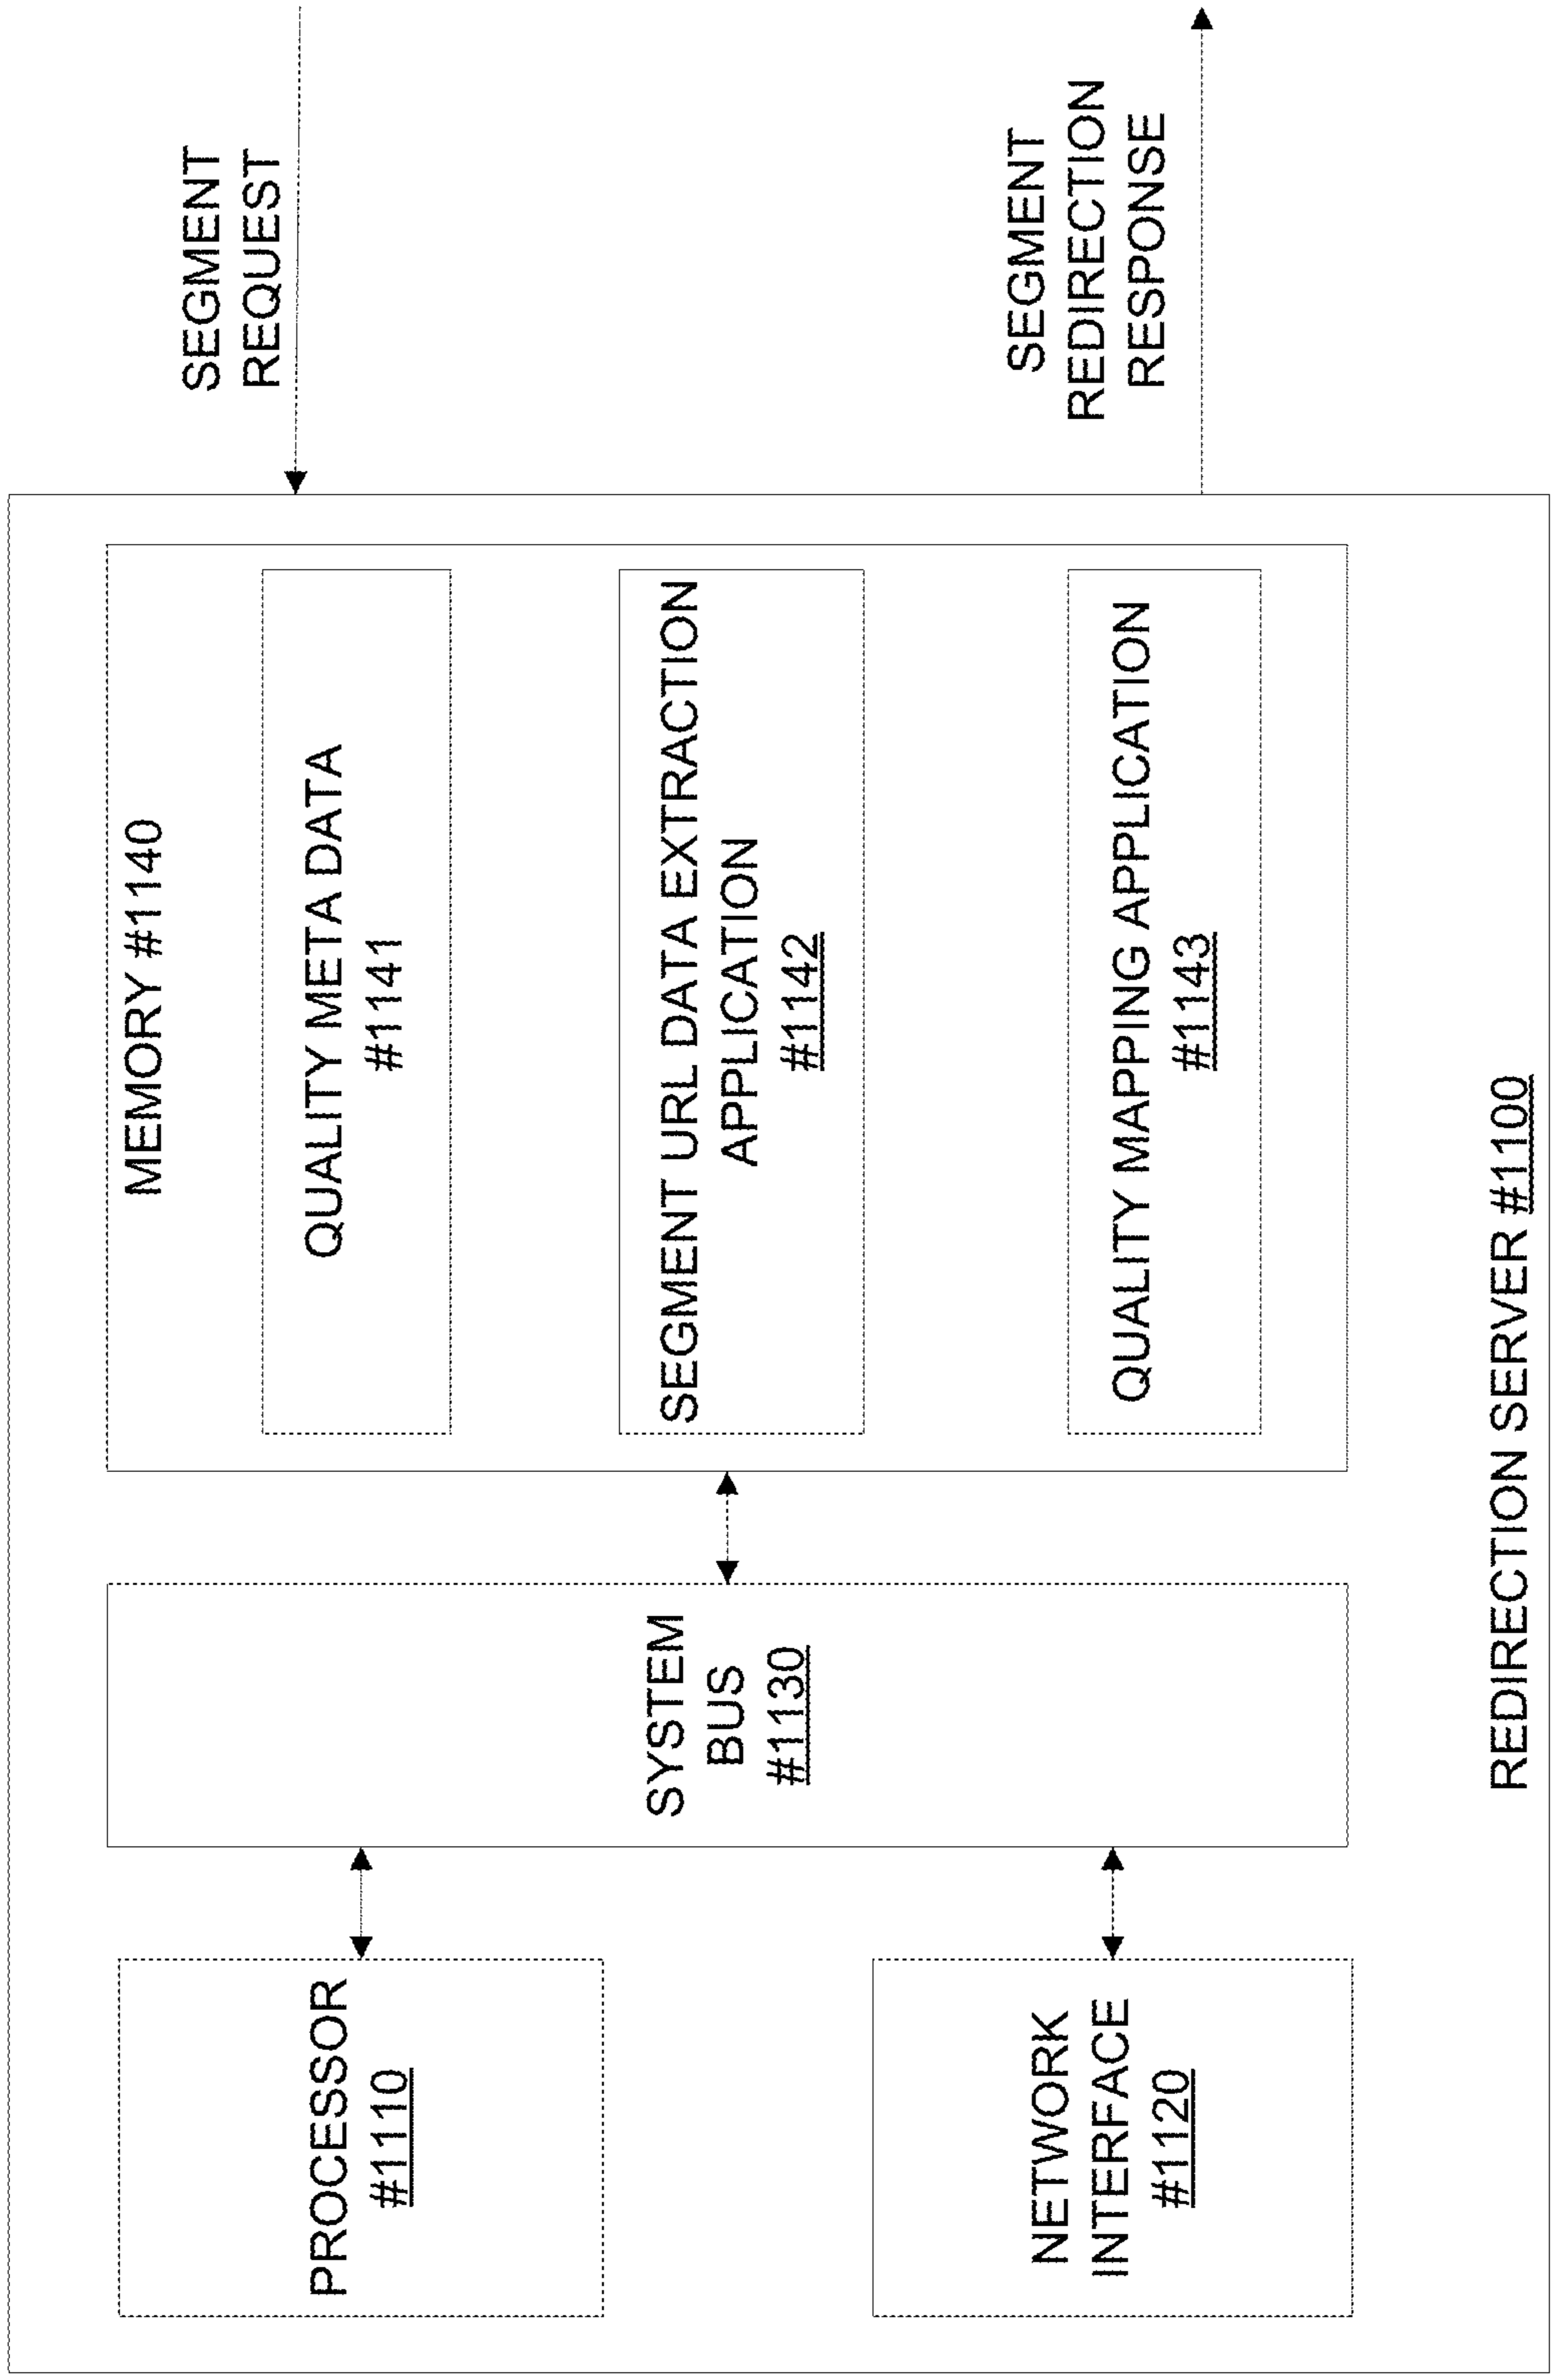 PROCESSOR
#1110
NETWORK
INTERFACE
#1120
SYSTEM
BUS
#1130
MEMORY #1140
QUALITY META DATA
#1141
SEGMENT URL DATA EXTRACTION
APPLICATION
#1142
QUALITY MAPPING APPLICATION
#1143
REDIRECTION SERVER #1100
SEGMENT
REQUEST
SEGMENT
REDIRECTION
RESPONSE